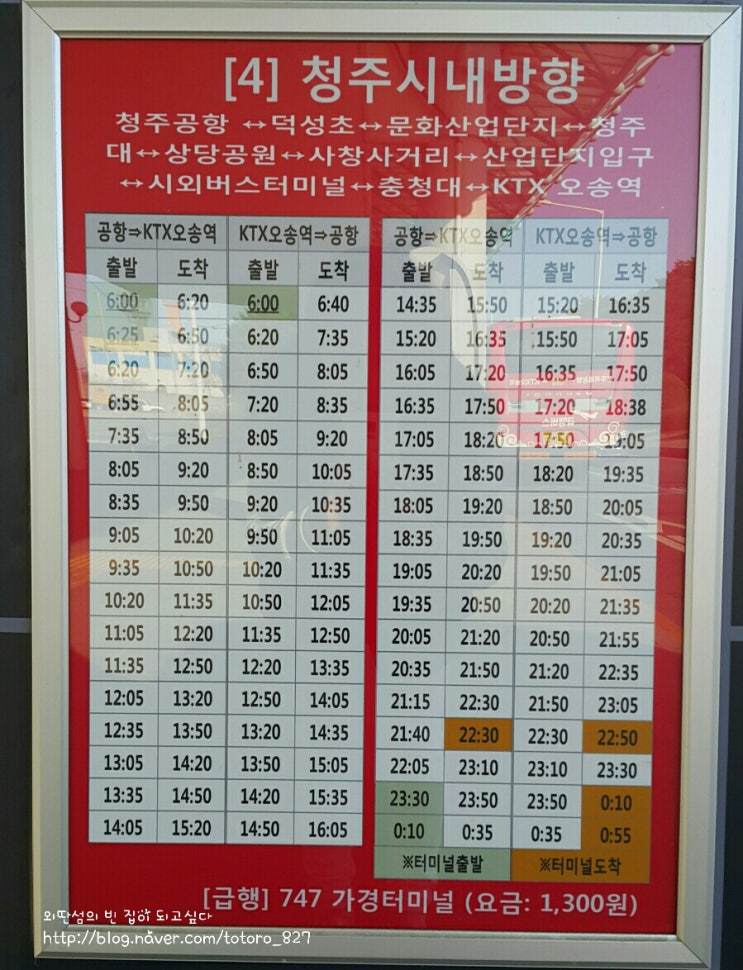 [4] 청주시내방향
청주공항 ↔덕성초↔문화산업단지↔청주
대↔상당공원↔사창사거리↔산업단지입구
↔시외버스터미널↔충청대↔KTX 오송역
공항⇒KTX오송역 KTX오송역⇒공항
출발 도착 출발 도착
6:00 6:20 6:00 6:40
6:25 6:50 6:20 7:35
6:20 7:20 6:50 8:05
6:55 8:05 7:20 8:35
7:35 8:50 8:05 9:20
8:05 9:20 8:50 10:05
8:35 9:50 9:20 10:35
9:05 10:20 9:50 11:05
9:35 10:50 10:20 11:35
10:20 11:35 10:50 12:05
11:05 12:20 11:35 12:50
11:35 12:50 12:20 13:35
12:05 13:20 12:50 14:05
12:35 13:50 13:20 14:35
13:05 14:20 13:50 15:05
13:35 14:50 14:20 15:35
14:05 15:20 14:50 16:05
공항⇒KTX오송역 KTX오송역⇒공항
출발 도착 출발 도착
14:35 15:50 15:20 16:35
15:20 16:35 15:50 17:05
16:05 17:20 16:35 17:50
16:35 17:50 17:20 18:38
17:05 18:20 17:50 19:05
17:35 18:50 18:20 19:35
18:05 19:20 18:50 20:05
18:35 19:50 19:20 20:35
19:05 20:20 19:50 21:05
19:35 20:50 20:20 21:35
20:05 21:20 20:50 21:55
20:35 21:50 21:20 22:35
21:15 22:30 21:50 23:05
21:40 22:30 22:30 22:50
22:05 23:10 23:10 23:30
23:30 23:50 23:50 0:10
0:10 0:35 0:35 0:55
※터미널출발 ※터미널도착
[급행] 747 가경터미널 (요금: 1,300원)
외딴섬의 빈 집이 되고싶다
http://blog.naver.com/totoro_827